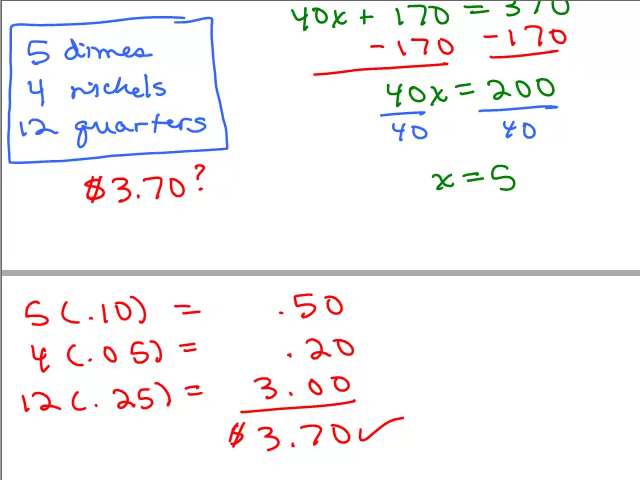 5 dimes
4 nickels
12 quarters
$3.70?
40x + 170 = 370
-170 -170
40x = 200
40 40
x = 5
5(.10) = .50
4(.05) = .20
12(.25) = 3.00
$3.70✓